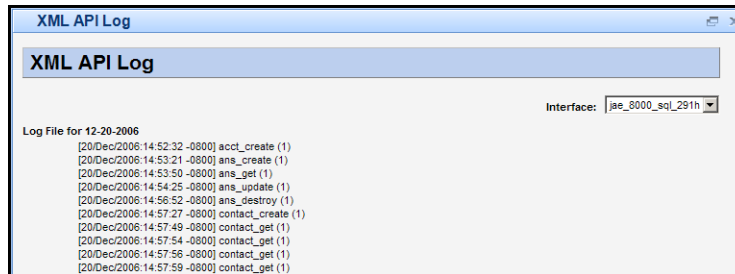 XML API Log
XML API Log
Interface: jae_8000_sql_291h
Log File for 12-20-2006
[20/Dec/2006:14:52:32 -0800] acct_create (1)
[20/Dec/2006:14:53:21 -0800] ans_create (1)
[20/Dec/2006:14:53:50 -0800] ans_get (1)
[20/Dec/2006:14:54:25 -0800] ans_update (1)
[20/Dec/2006:14:56:52 -0800] ans_destroy (1)
[20/Dec/2006:14:57:27 -0800] contact_create (1)
[20/Dec/2006:14:57:49 -0800] contact_get (1)
[20/Dec/2006:14:57:54 -0800] contact_get (1)
[20/Dec/2006:14:57:56 -0800] contact_get (1)
[20/Dec/2006:14:57:59 -0800] contact_get (1)